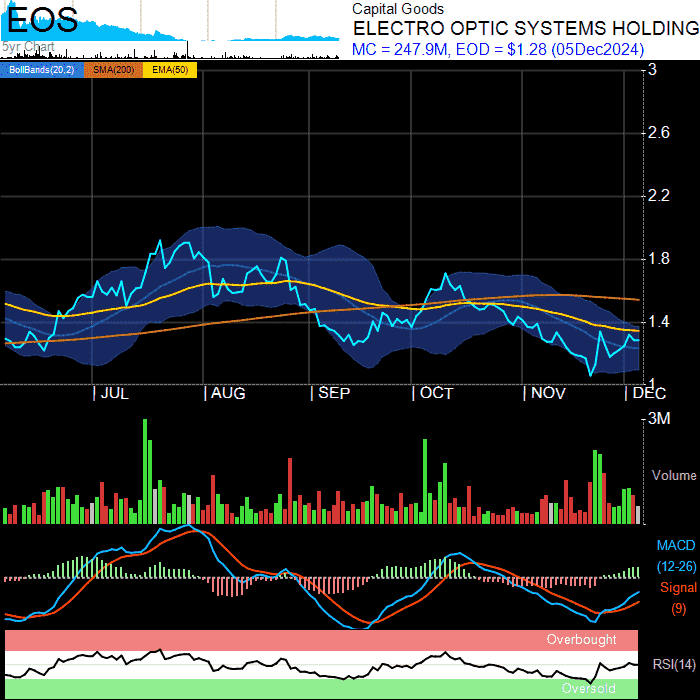 EOS
5yr Chart
Capital Goods
ELECTRO OPTIC SYSTEMS HOLDING
MC = 247.9M, EOD = $1.28 (05Dec2024)
BollBands(20,2) SMA(200) EMA(50)
3
2.6
2.2
1.8
1.4
1
JUL AUG SEP OCT NOV DEC
3M
Volume
MACD
(12-26)
Signal
(9)
Overbought
RSI(14)
Oversold